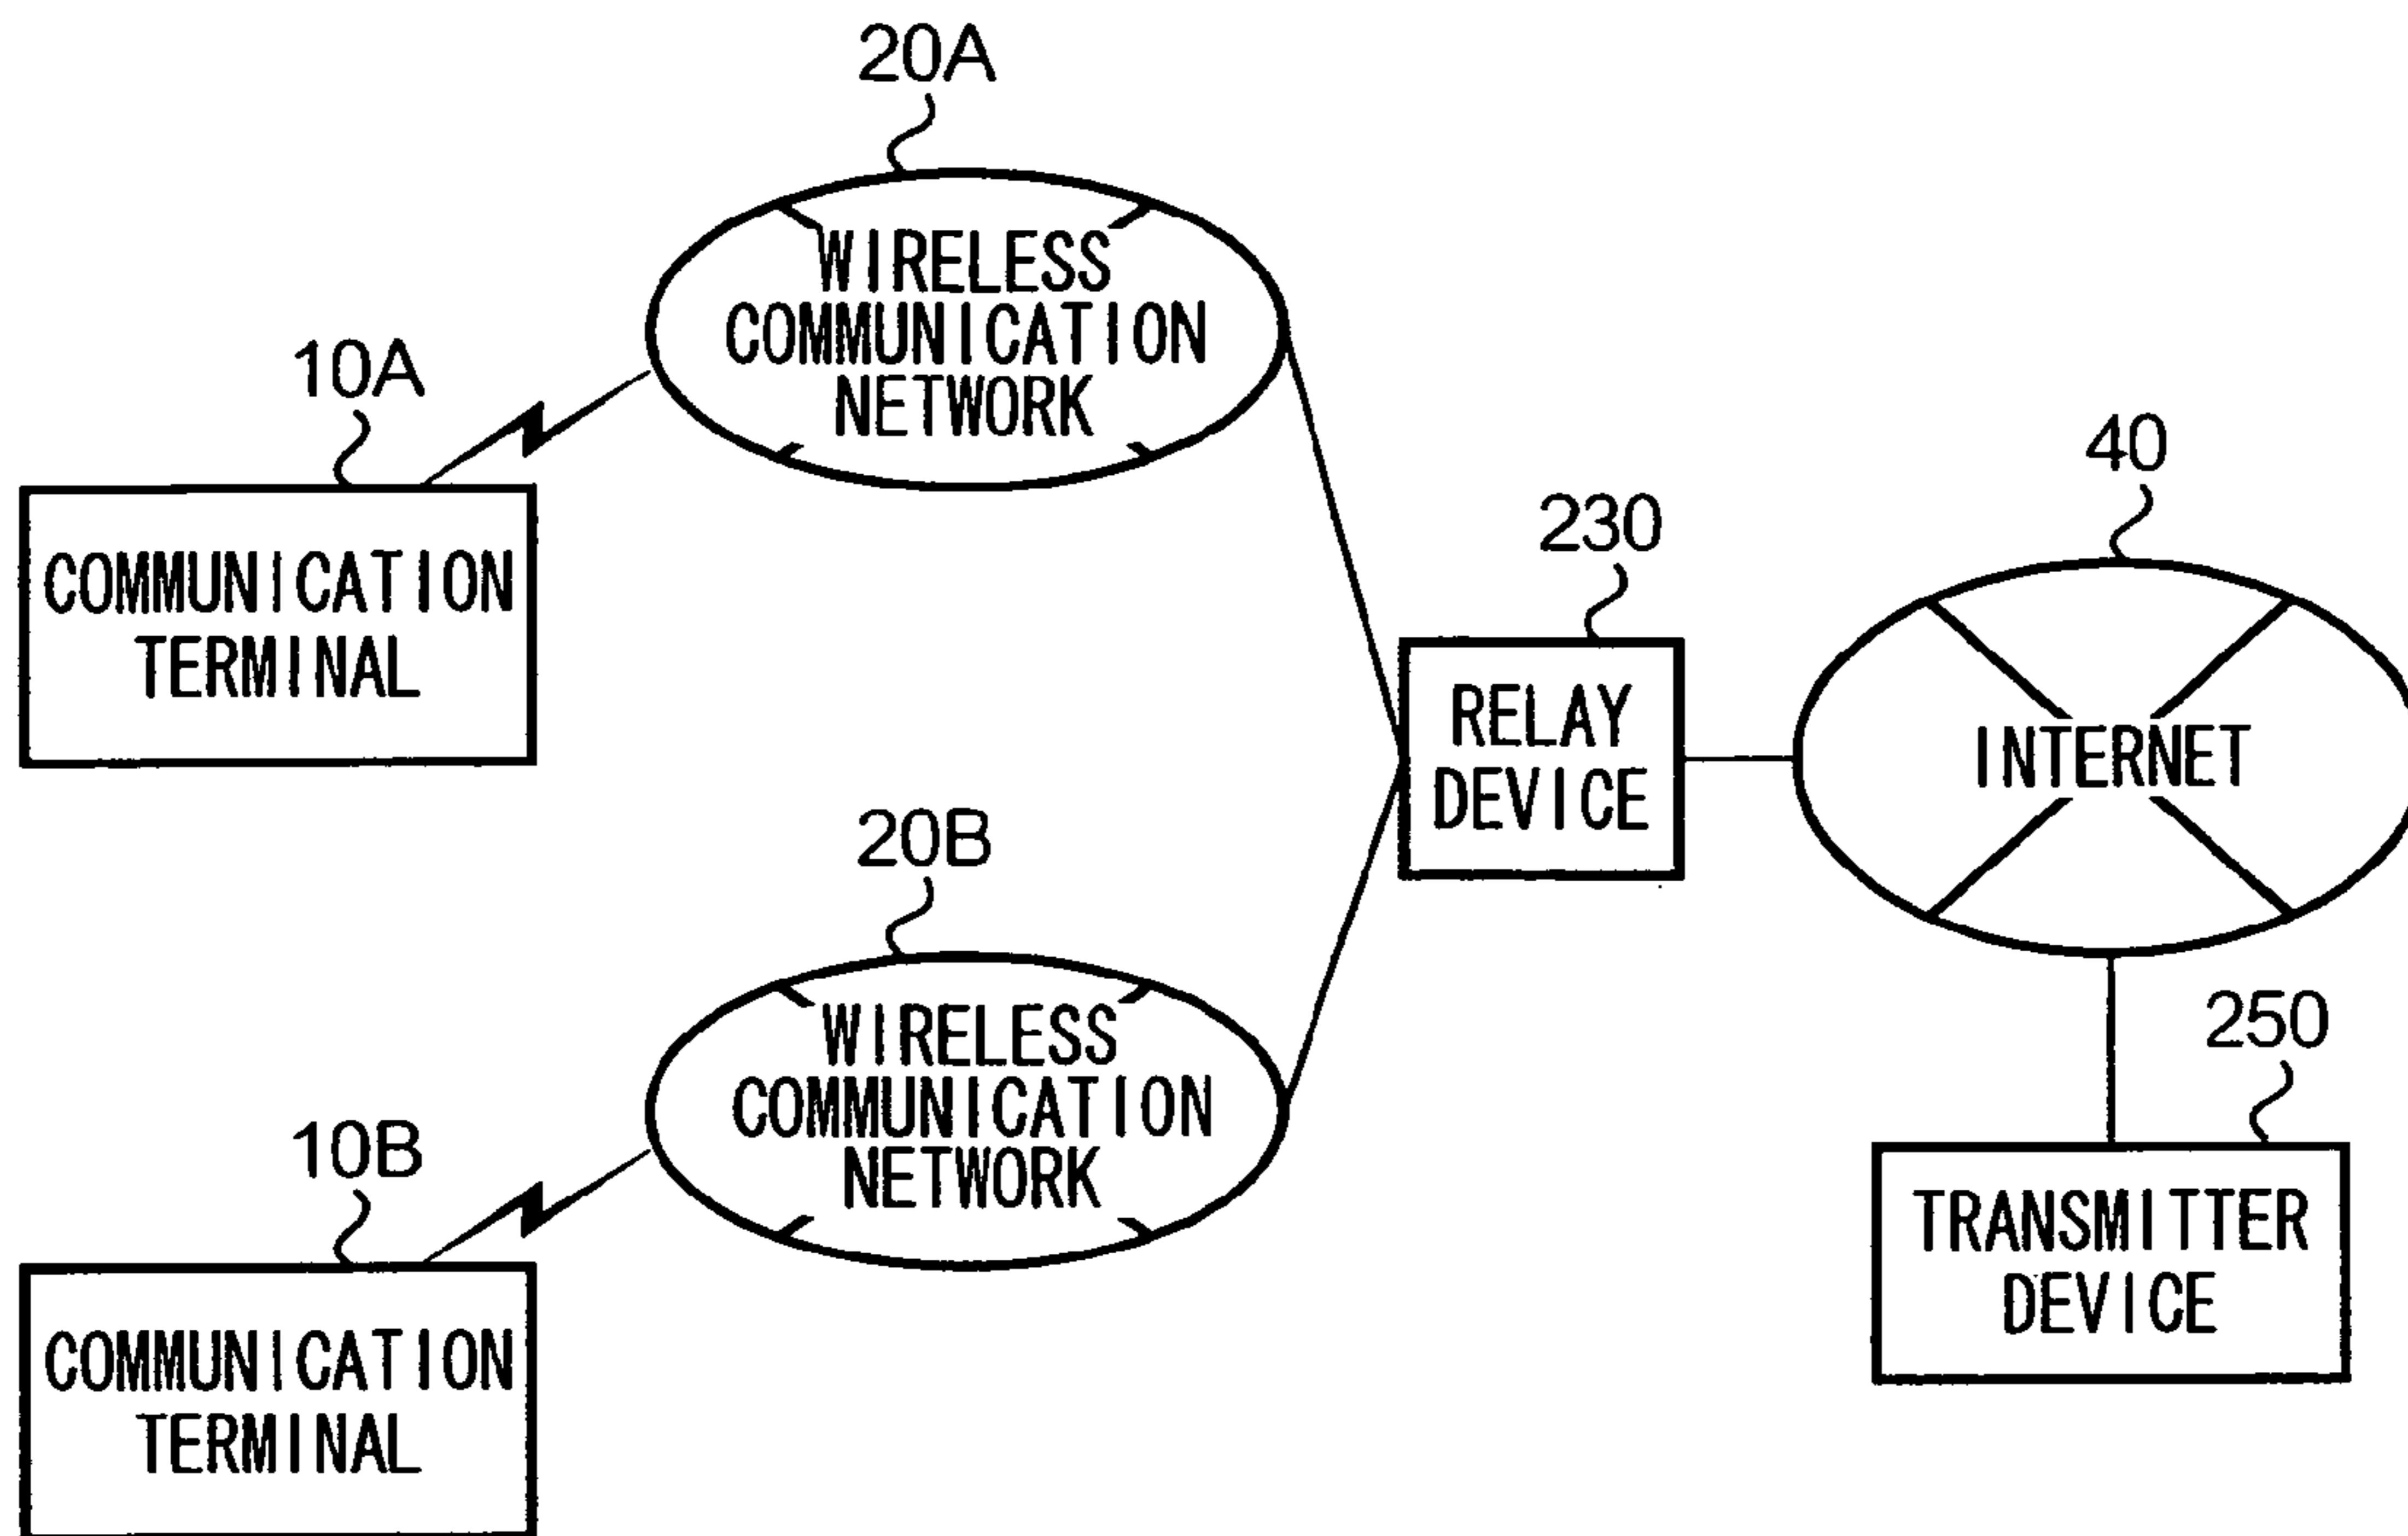 20A
WIRELESS
COMMUNICATION
NETWORK
10A
COMMUNICATION
TERMINAL
40
INTERNET
230
RELAY
DEVICE
20B
WIRELESS
COMMUNICATION
NETWORK
10B
COMMUNICATION
TERMINAL
250
TRANSMITTER
DEVICE